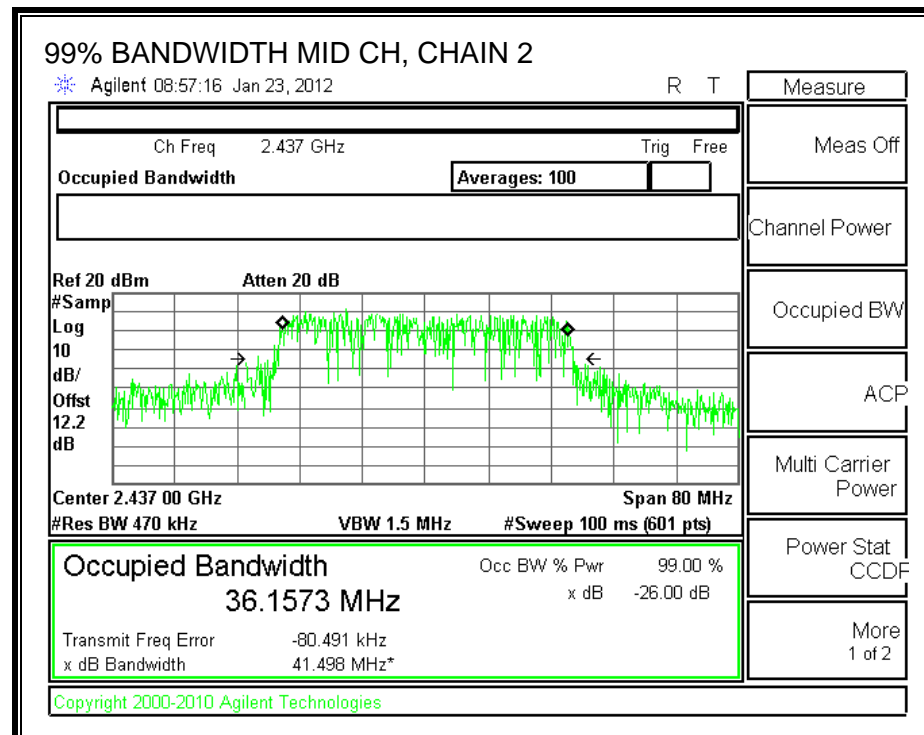 99% BANDWIDTH MID CH, CHAIN 2
Agilent 08:57:16 Jan 23, 2012 R T
Measure
Ch Freq 2.437 GHz Trig Free
Occupied Bandwidth Averages: 100
Ref 20 dBm Atten 20 dB
#Samp
Log
10
dB/
Offst
12.2
dB
Center 2.437 00 GHz Span 80 MHz
#Res BW 470 kHz VBW 1.5 MHz #Sweep 100 ms (601 pts)
Occupied Bandwidth Occ BW % Pwr 99.00 %
36.1573 MHz x dB -26.00 dB
Transmit Freq Error -80.491 kHz
x dB Bandwidth 41.498 MHz*
Copyright 2000-2010 Agilent Technologies
Meas Off
Channel Power
Occupied BW
ACP
Multi Carrier
Power
Power Stat
CCDF
More
1 of 2